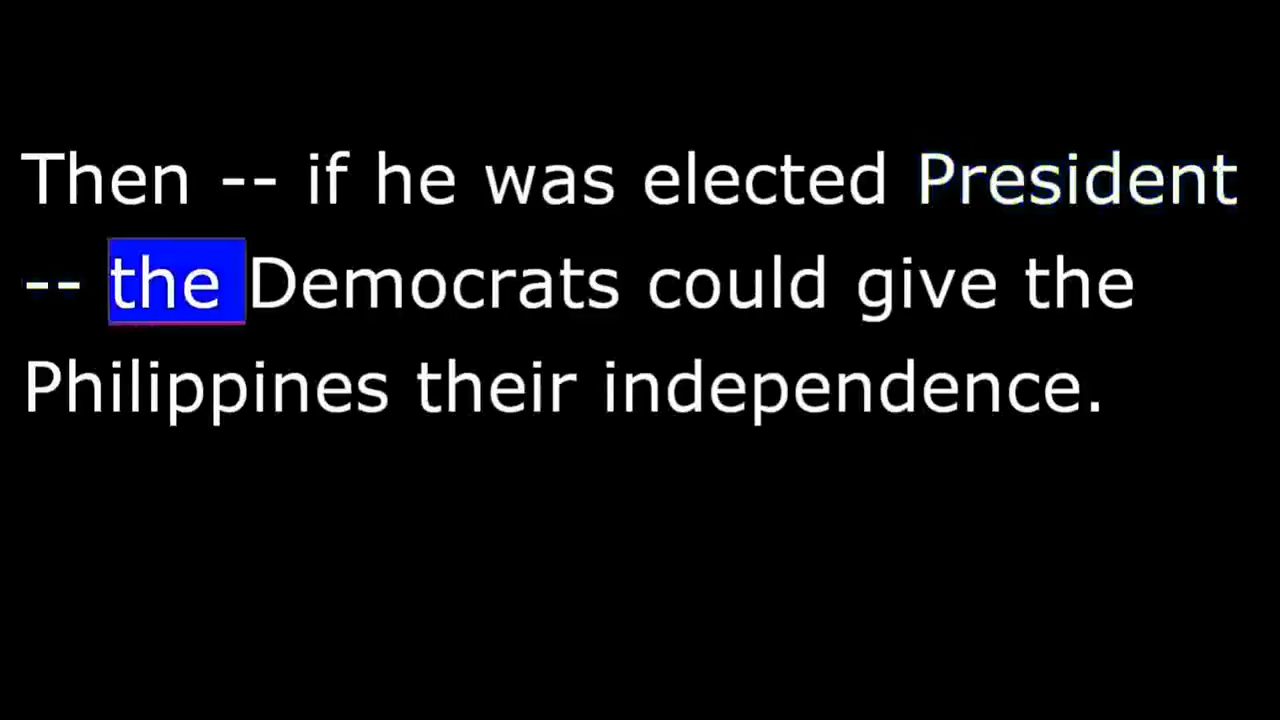 Then -- if he was elected President
-- the Democrats could give the
Philippines their independence.